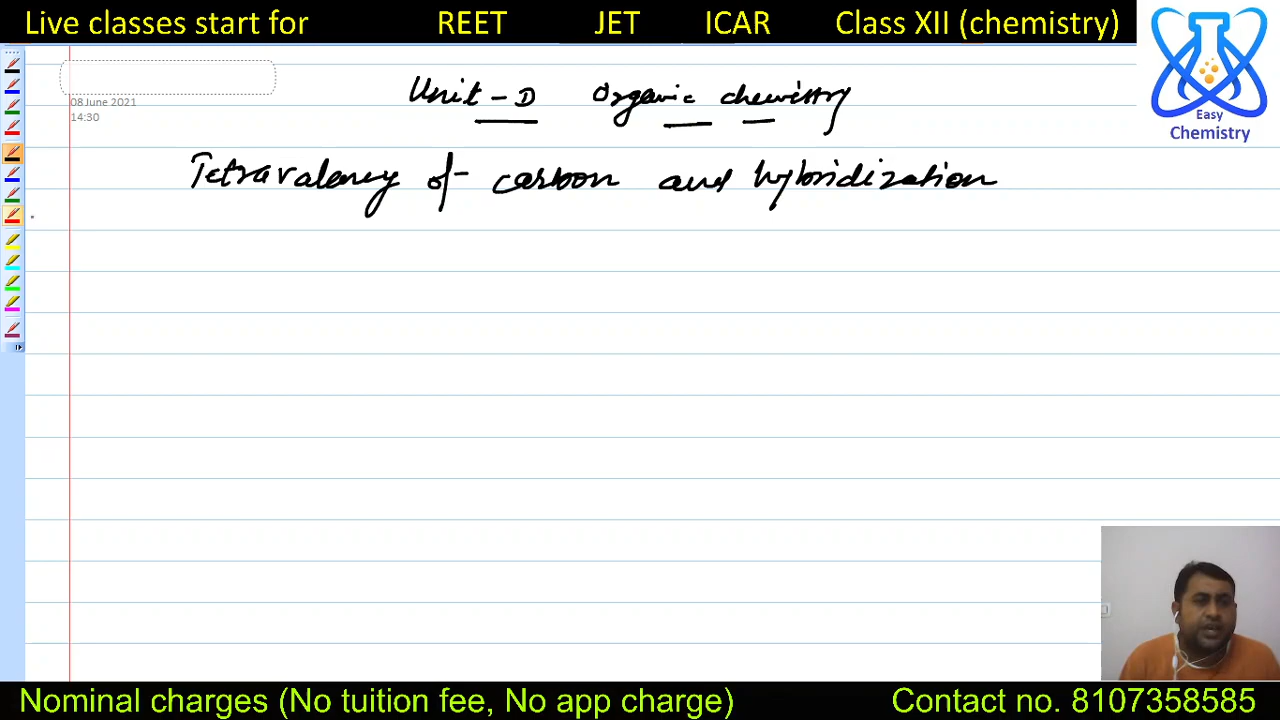 Live classes start for REET JET ICAR Class XII (chemistry)
Easy
Chemistry
08 June 2021
14:30
Unit - D Organic chemistry
Tetravalency of carbon and hybridization
Nominal charges (No tuition fee, No app charge) Contact no. 8107358585